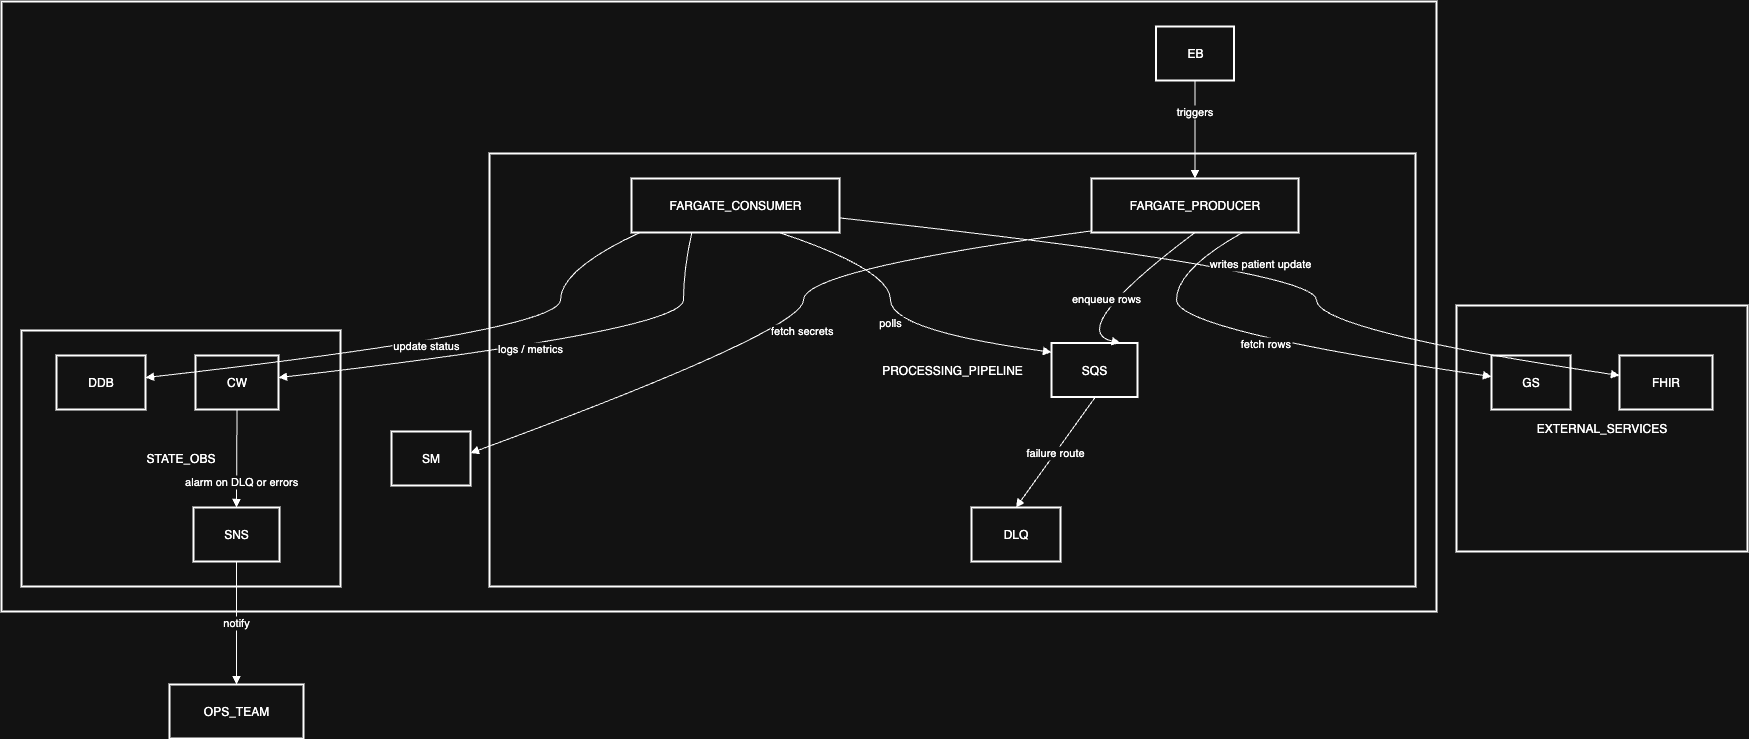 EB
triggers
FARGATE_CONSUMER
FARGATE_PRODUCER
writes patient update
enqueue rows
polls
fetch secrets
fetch rows
update status
logs / metrics
PROCESSING_PIPELINE
SQS
DDB
CW
GS
FHIR
EXTERNAL_SERVICES
STATE_OBS
SM
failure route
alarm on DLQ or errors
SNS
DLQ
notify
OPS_TEAM